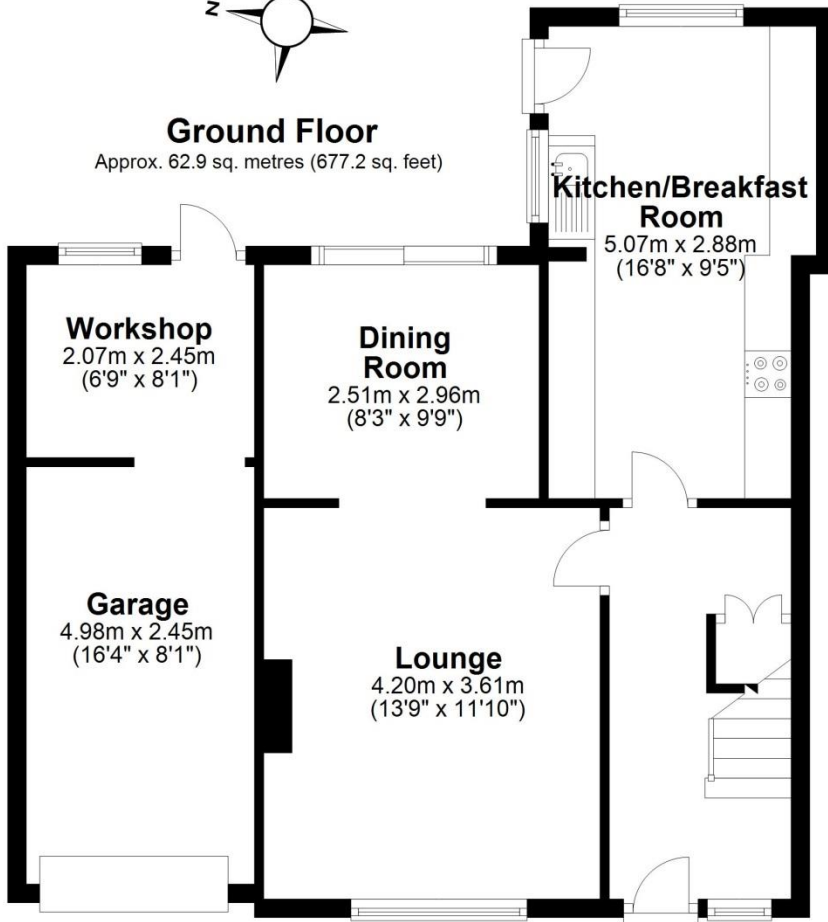 N
Ground Floor
Approx. 62.9 sq. metres (677.2 sq. feet)
Kitchen/Breakfast
Room
5.07m x 2.88m
(16'8" x 9'5")
Workshop
2.07m x 2.45m
(6'9" x 8'1")
Dining
Room
2.51m x 2.96m
(8'3" x 9'9")
Garage
4.98m x 2.45m
(16'4" x 8'1")
Lounge
4.20m x 3.61m
(13'9" x 11'10")